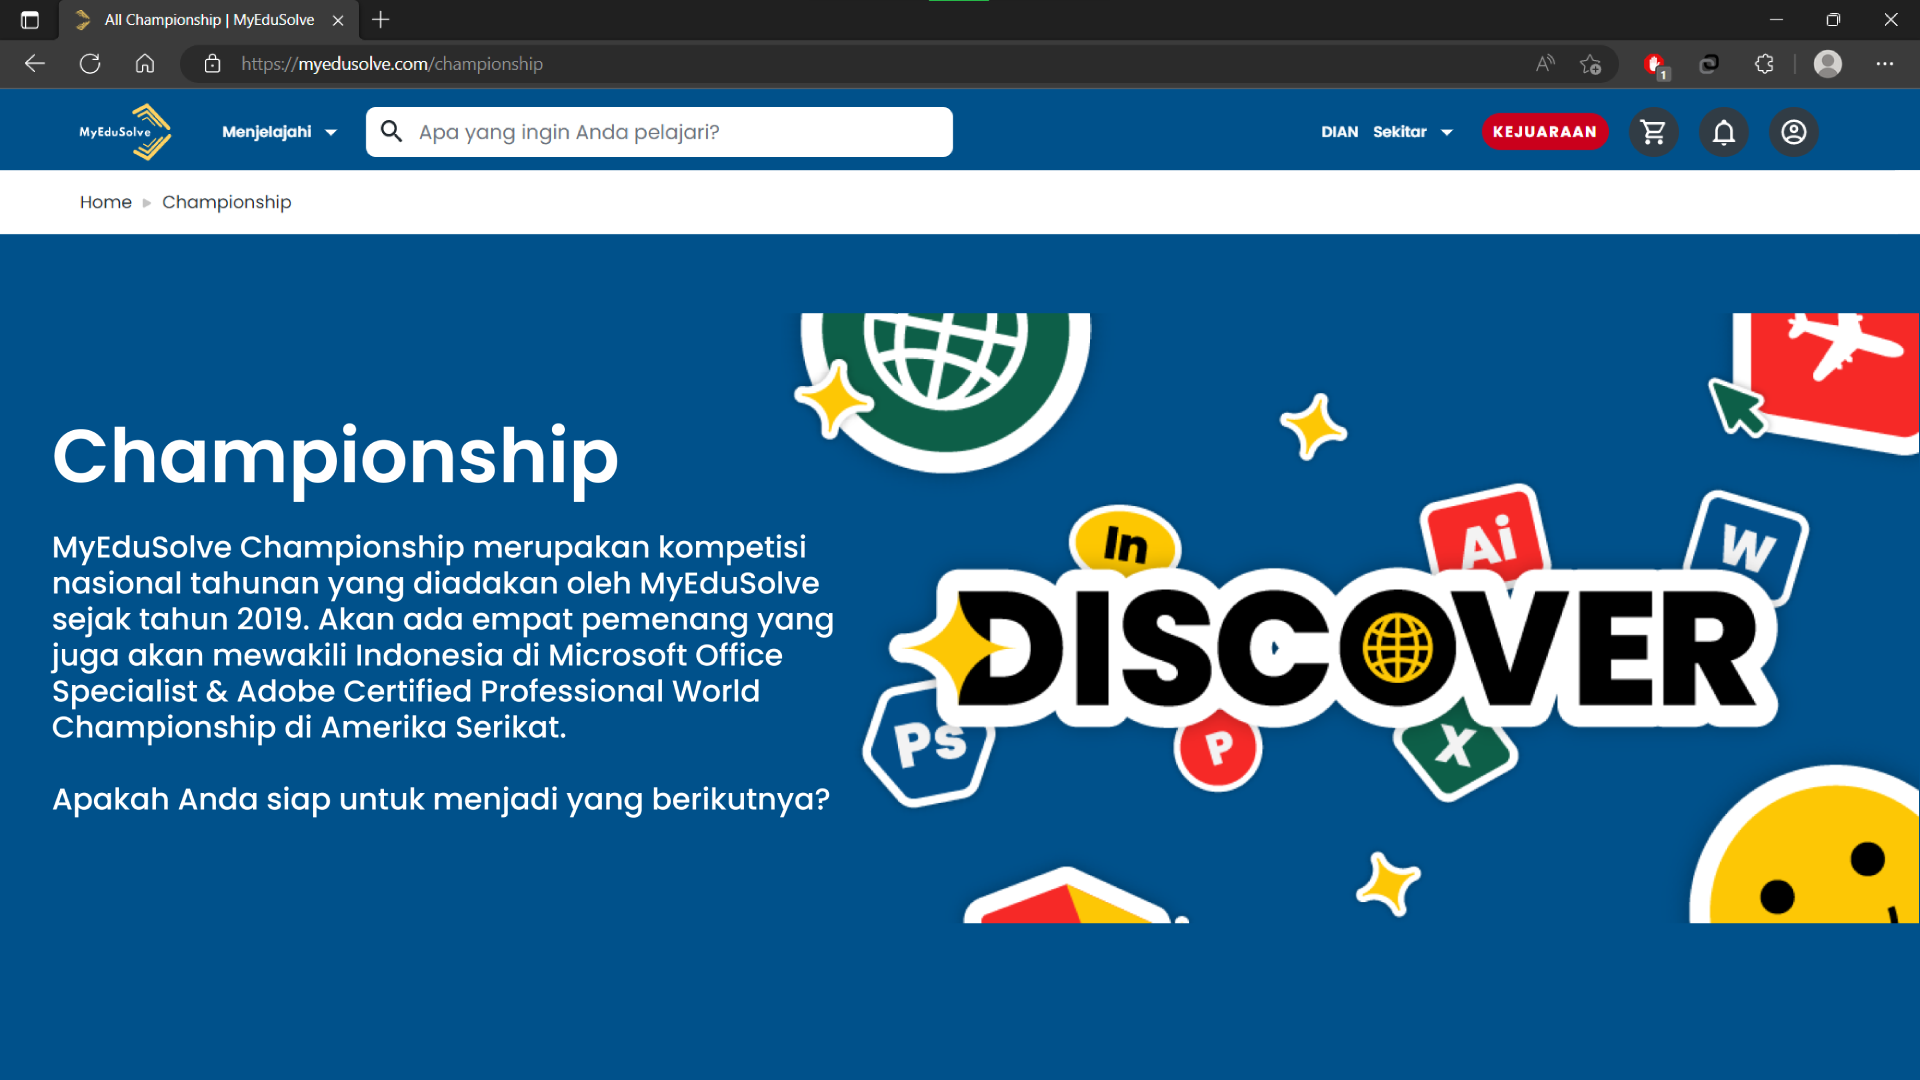 All Championship | MyEduSolve
https://myedusolve.com/championship
1
MyEduSolve
Menjelajahi
Apa yang ingin Anda pelajari?
DIAN
Sekitar
KEJUARAAN
Home
Championship
Championship
MyEduSolve Championship merupakan kompetisi
nasional tahunan yang diadakan oleh MyEduSolve
sejak tahun 2019. Akan ada empat pemenang yang
juga akan mewakili Indonesia di Microsoft Office
Specialist & Adobe Certified Professional World
Championship di Amerika Serikat.
Apakah Anda siap untuk menjadi yang berikutnya?
In
Ai
W
DISCOVER
Ps
P
X